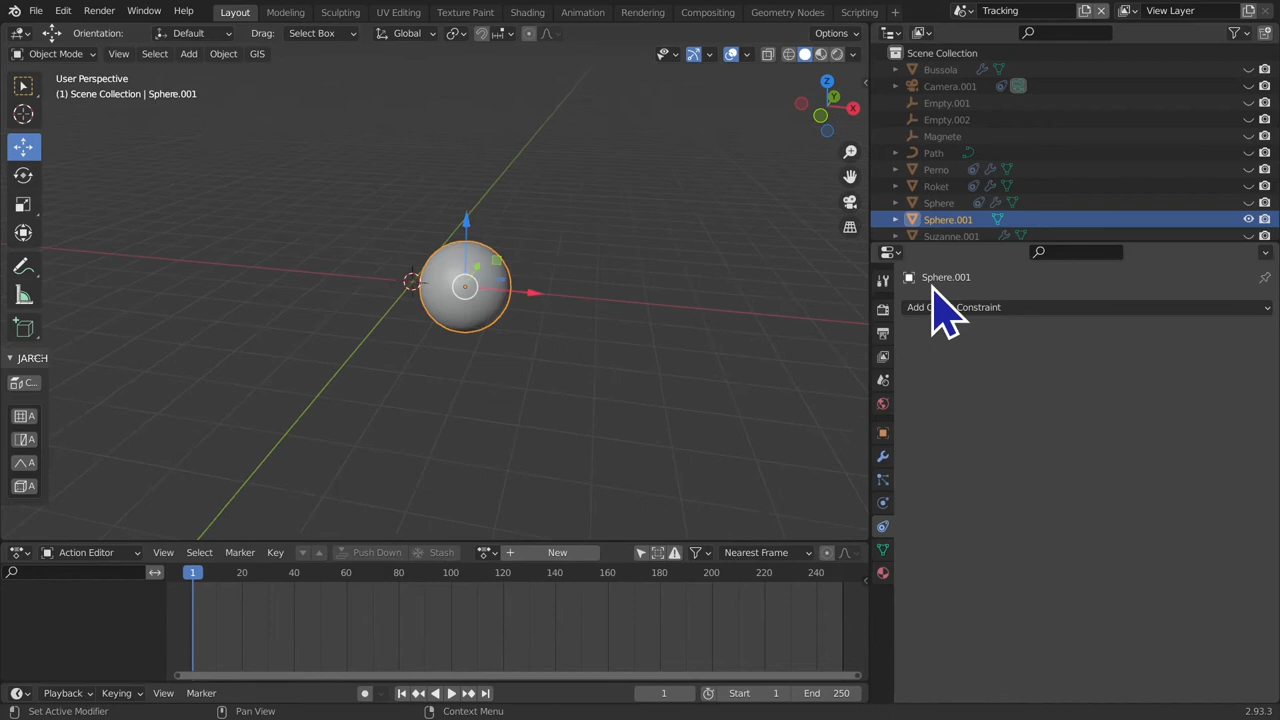 File Edit Render Window Help Layout Modeling Sculpting UV Editing Texture Paint Shading Animation Rendering Compositing Geometry Nodes Scripting + Tracking View Layer
Orientation: Default Drag: Select Box Global Options
Object Mode View Select Add Object GIS
User Perspective
(1) Scene Collection | Sphere.001
Z
Y
X
JARCH
C...
A
A
A
A
Scene Collection
Bussola
Camera.001
Empty.001
Empty.002
Magnete
Path
Perno
Roket
Sphere
Sphere.001
Suzanne.001
Sphere.001
Add O Constraint
Action Editor View Select Marker Key Push Down Stash New Nearest Frame
1 20 40 60 80 100 120 140 160 180 200 220 240
Playback Keying View Marker 1 Start 1 End 250
Set Active Modifier Pan View Context Menu 2.93.3